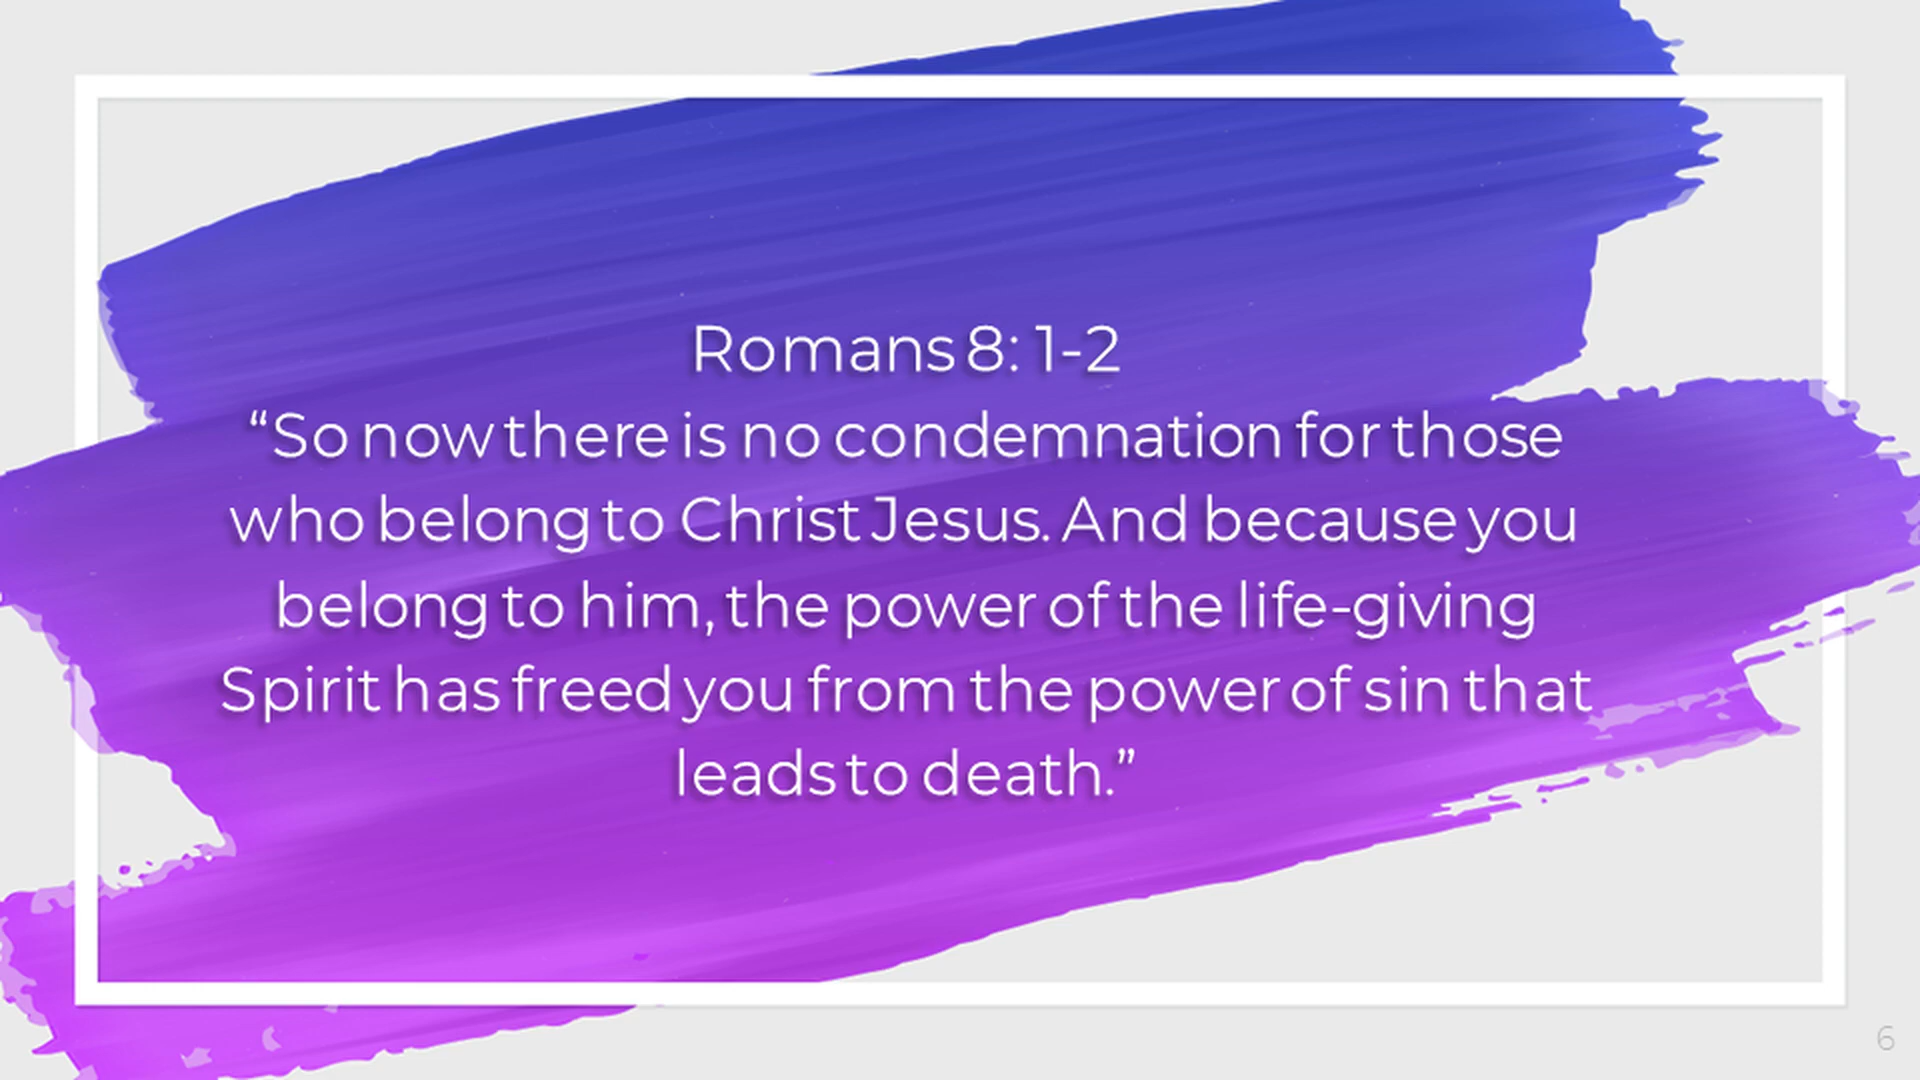 Romans 8: 1-2
“So now there is no condemnation for those
who belong to Christ Jesus. And because you
belong to him, the power of the life-giving
Spirit has freed you from the power of sin that
leads to death.”
6